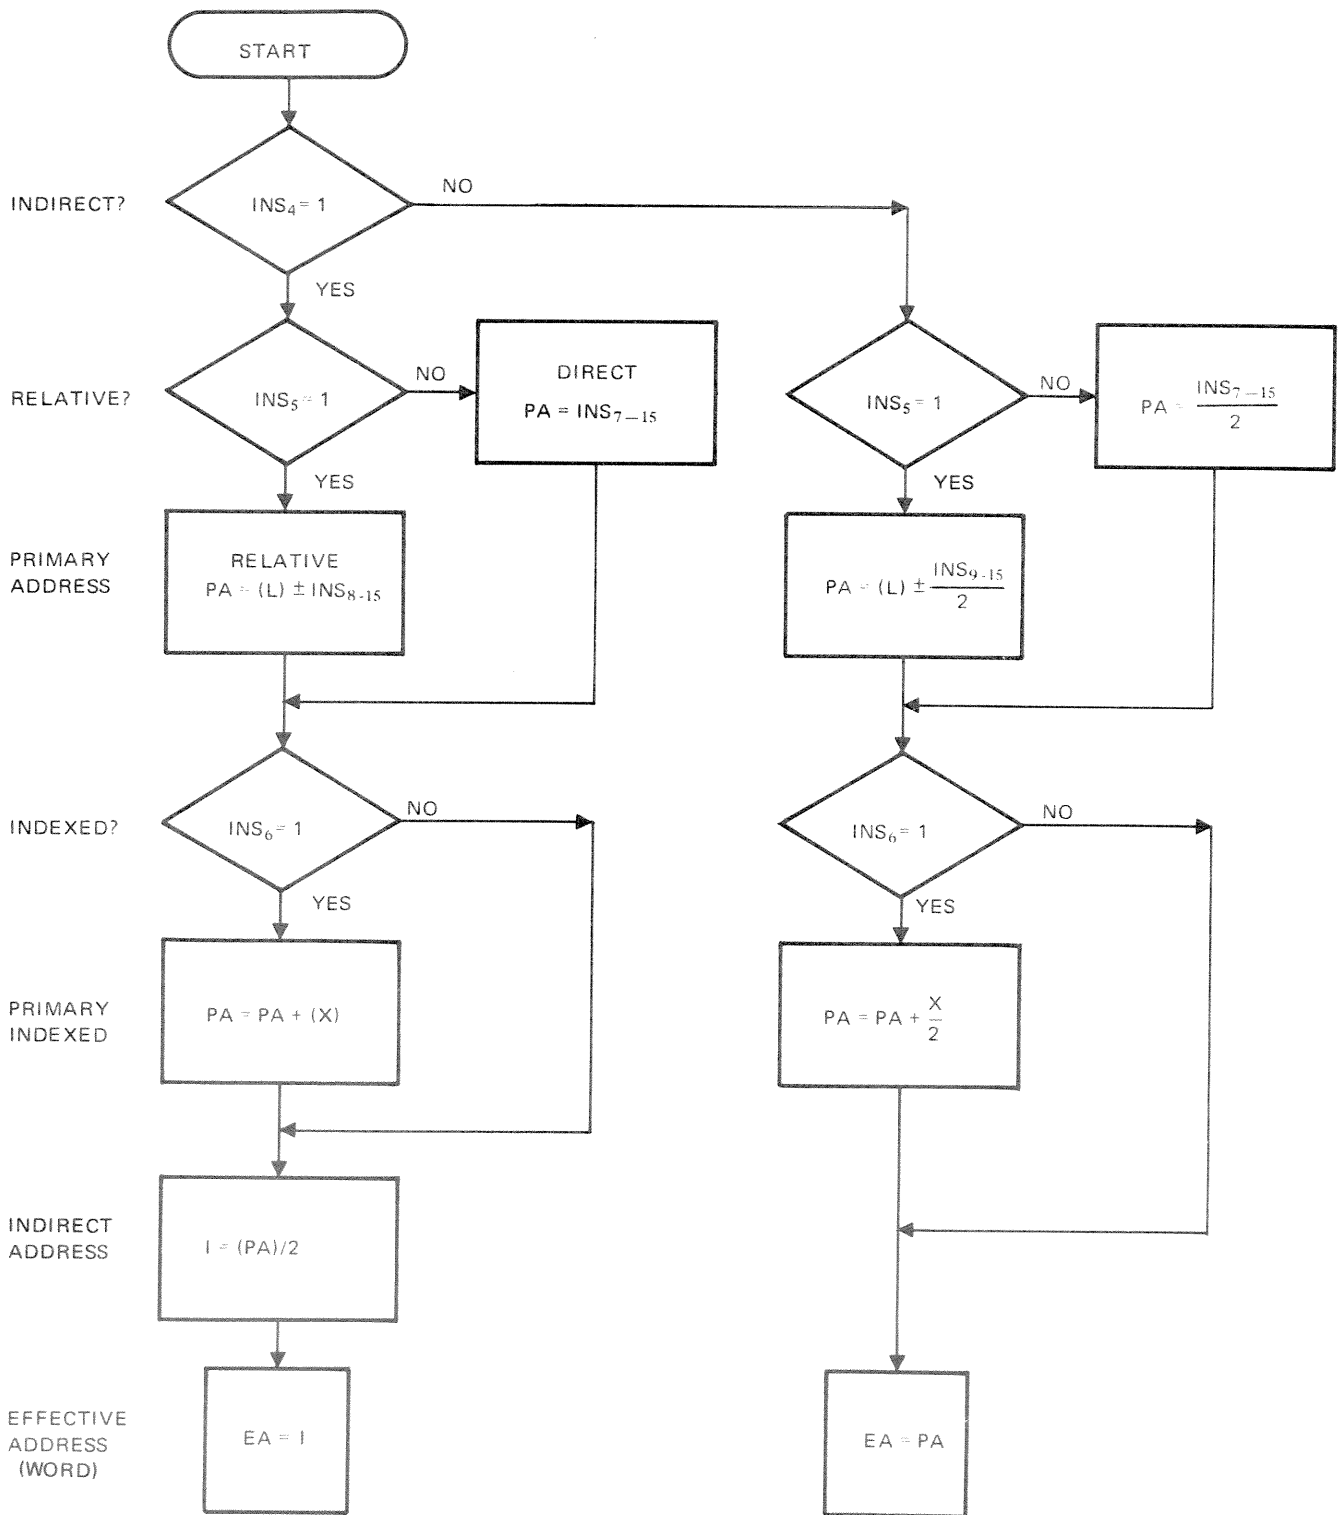 START
INDIRECT?
INS4 = 1
NO
YES
RELATIVE?
INS5 = 1
NO
DIRECT
PA = INS7–15
INS5 = 1
NO
PA = INS7–15 / 2
YES
YES
PRIMARY
ADDRESS
RELATIVE
PA = (L) ± INS8-15
PA = (L) ± INS9-15 / 2
INDEXED?
INS6 = 1
NO
INS6 = 1
NO
YES
YES
PRIMARY
INDEXED
PA = PA + (X)
PA = PA + X / 2
INDIRECT
ADDRESS
I = (PA)/2
EFFECTIVE
ADDRESS
(WORD)
EA = I
EA = PA